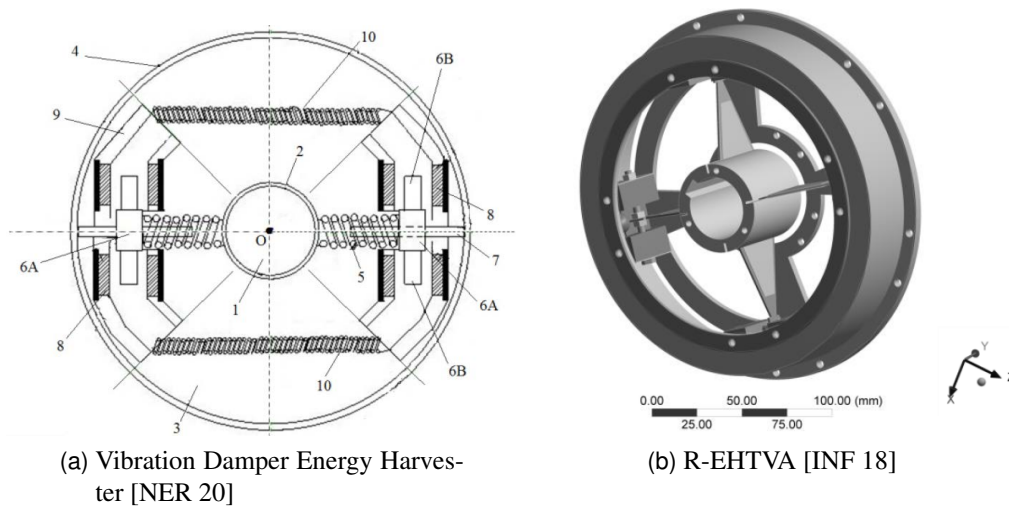 4
10
6B
9
2
8
O
6A
5
7
1
6A
8
6B
10
3
Y
X
Z
0.00 50.00 100.00 (mm)
25.00 75.00
(a) Vibration Damper Energy Harves-
ter [NER 20]
(b) R-EHTVA [INF 18]